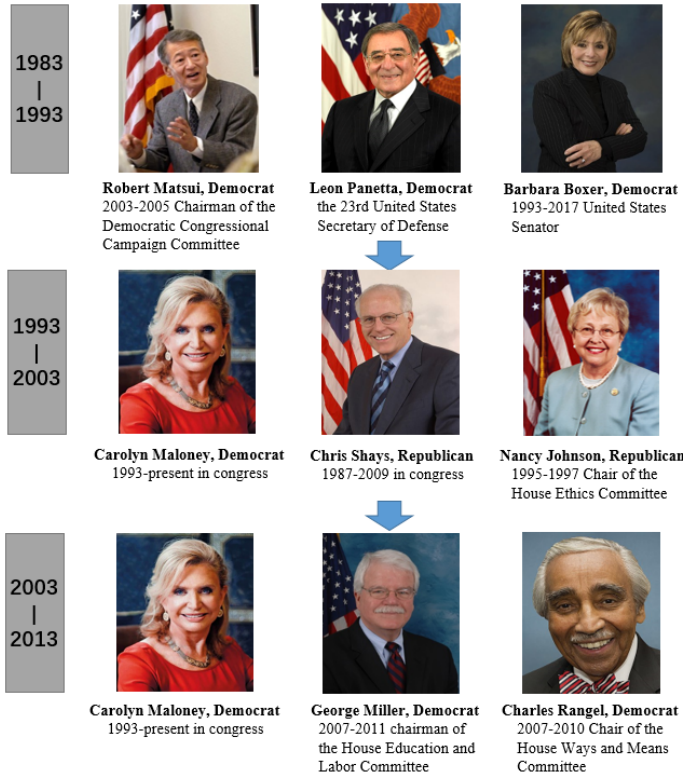 1983
|
1993
Robert Matsui, Democrat
2003-2005 Chairman of the
Democratic Congressional
Campaign Committee
Leon Panetta, Democrat
the 23rd United States
Secretary of Defense
Barbara Boxer, Democrat
1993-2017 United States
Senator
1993
|
2003
Carolyn Maloney, Democrat
1993-present in congress
Chris Shays, Republican
1987-2009 in congress
Nancy Johnson, Republican
1995-1997 Chair of the
House Ethics Committee
2003
|
2013
Carolyn Maloney, Democrat
1993-present in congress
George Miller, Democrat
2007-2011 chairman of
the House Education and
Labor Committee
Charles Rangel, Democrat
2007-2010 Chair of the
House Ways and Means
Committee